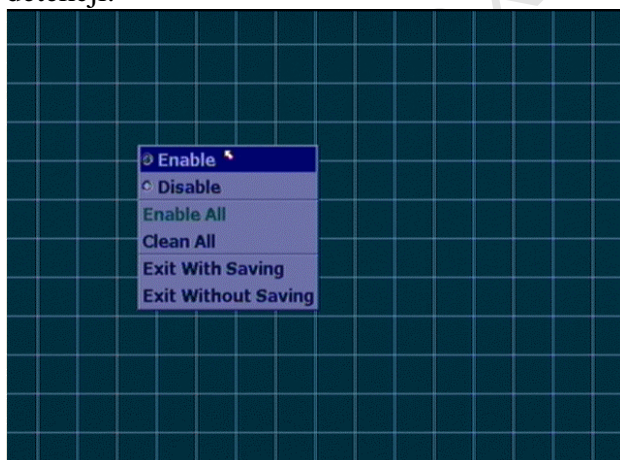 Enable
Disable
Enable All
Clean All
Exit With Saving
Exit Without Saving